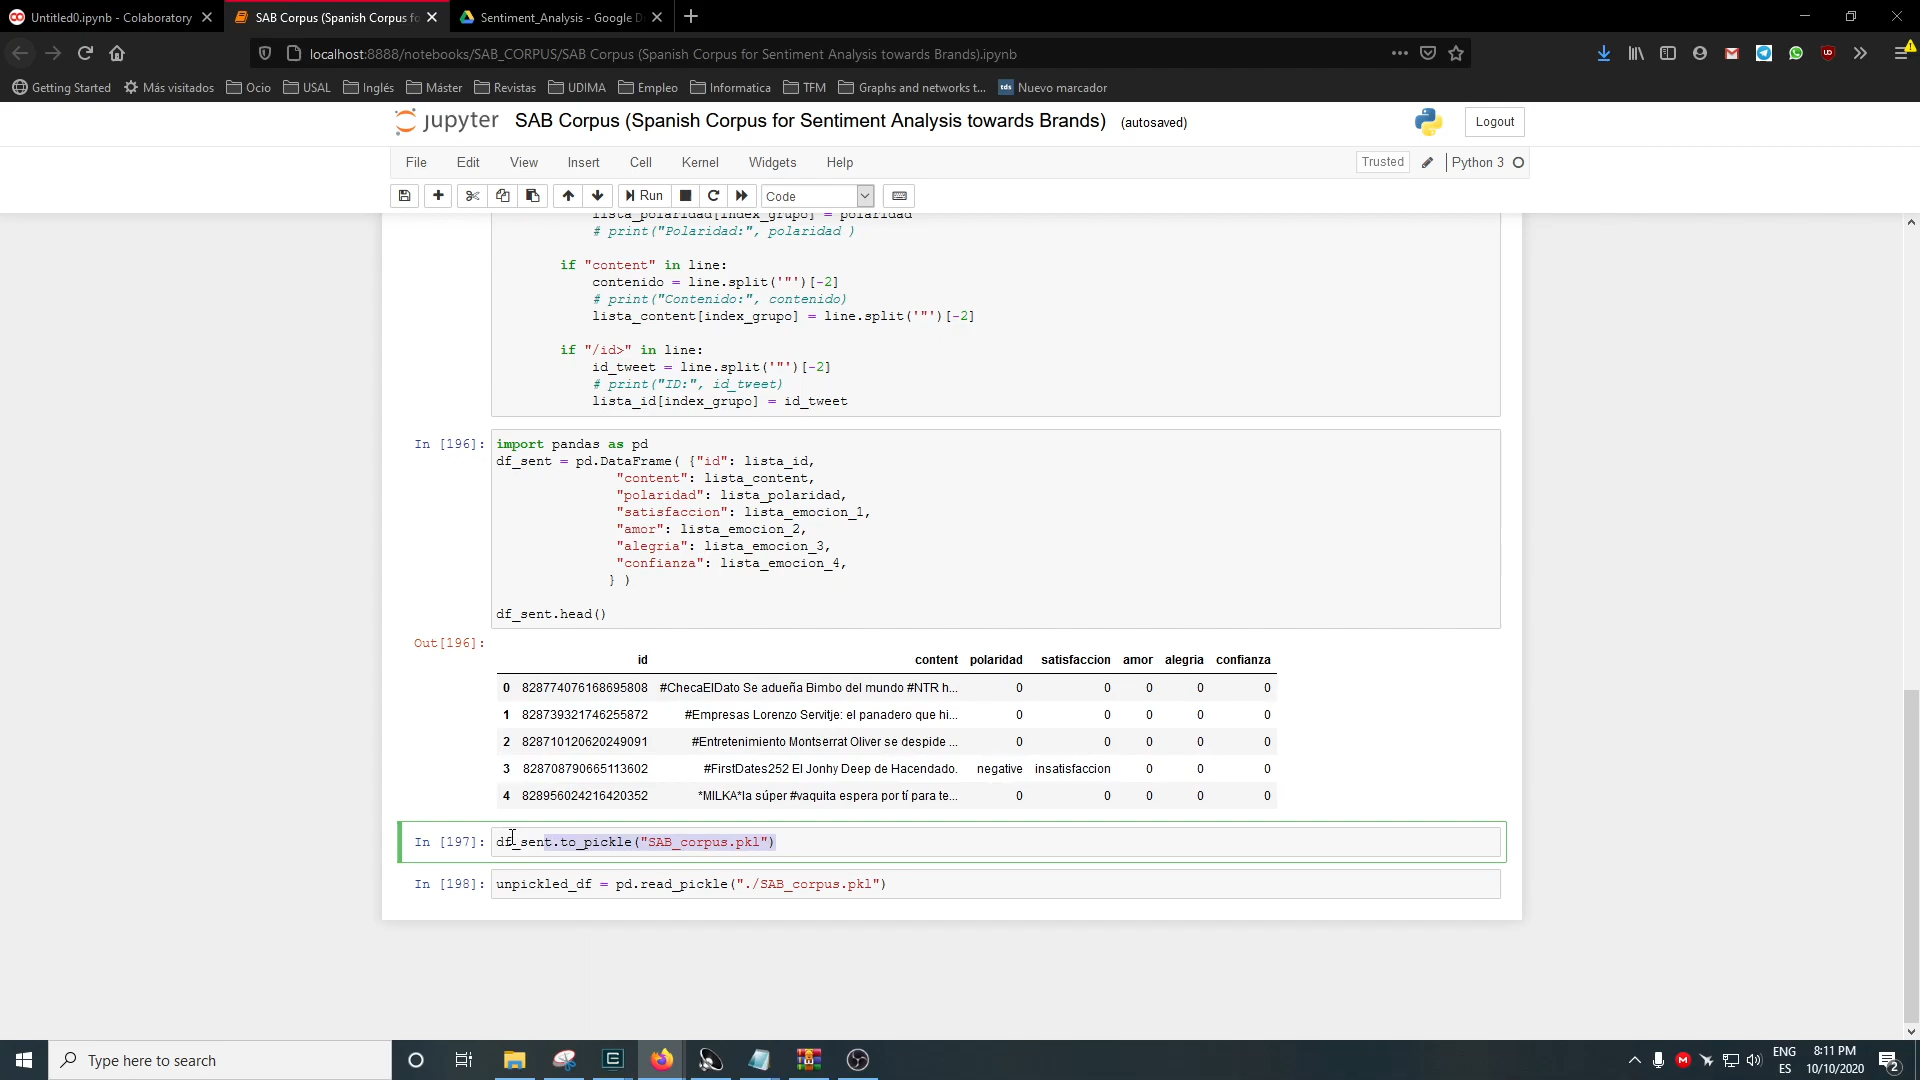 Untitled0.ipynb - Colaboratory
SAB Corpus (Spanish Corpus fo
Sentiment_Analysis - Google D
localhost:8888/notebooks/SAB_CORPUS/SAB Corpus (Spanish Corpus for Sentiment Analysis towards Brands).ipynb
Getting Started Más visitados Ocio USAL Inglés Máster Revistas UDIMA Empleo Informatica TFM Graphs and networks t... tds Nuevo marcador
jupyter SAB Corpus (Spanish Corpus for Sentiment Analysis towards Brands) (autosaved) Logout
File Edit View Insert Cell Kernel Widgets Help Trusted Python 3
Run Code
lista_polaridad[index_grupo] = polaridad
# print("Polaridad:", polaridad )
if "content" in line:
contenido = line.split('"')[-2]
# print("Contenido:", contenido)
lista_content[index_grupo] = line.split('"')[-2]
if "/id>" in line:
id_tweet = line.split('"')[-2]
# print("ID:", id_tweet)
lista_id[index_grupo] = id_tweet
In [196]: import pandas as pd
df_sent = pd.DataFrame( {"id": lista_id,
"content": lista_content,
"polaridad": lista_polaridad,
"satisfaccion": lista_emocion_1,
"amor": lista_emocion_2,
"alegria": lista_emocion_3,
"confianza": lista_emocion_4,
} )
df_sent.head()
Out[196]:
id content polaridad satisfaccion amor alegria confianza
0 828774076168695808 #ChecaElDato Se adueña Bimbo del mundo #NTR h... 0 0 0 0 0
1 828739321746255872 #Empresas Lorenzo Servitje: el panadero que hi... 0 0 0 0 0
2 828710120620249091 #Entretenimiento Montserrat Oliver se despide ... 0 0 0 0 0
3 828708790665113602 #FirstDates252 El Jonhy Deep de Hacendado. negative insatisfaccion 0 0 0
4 828956024216420352 *MILKA*la súper #vaquita espera por tí para te... 0 0 0 0 0
In [197]: df_sent.to_pickle("SAB_corpus.pkl")
In [198]: unpickled_df = pd.read_pickle("./SAB_corpus.pkl")
Type here to search
ENG
ES
8:11 PM
10/10/2020
2